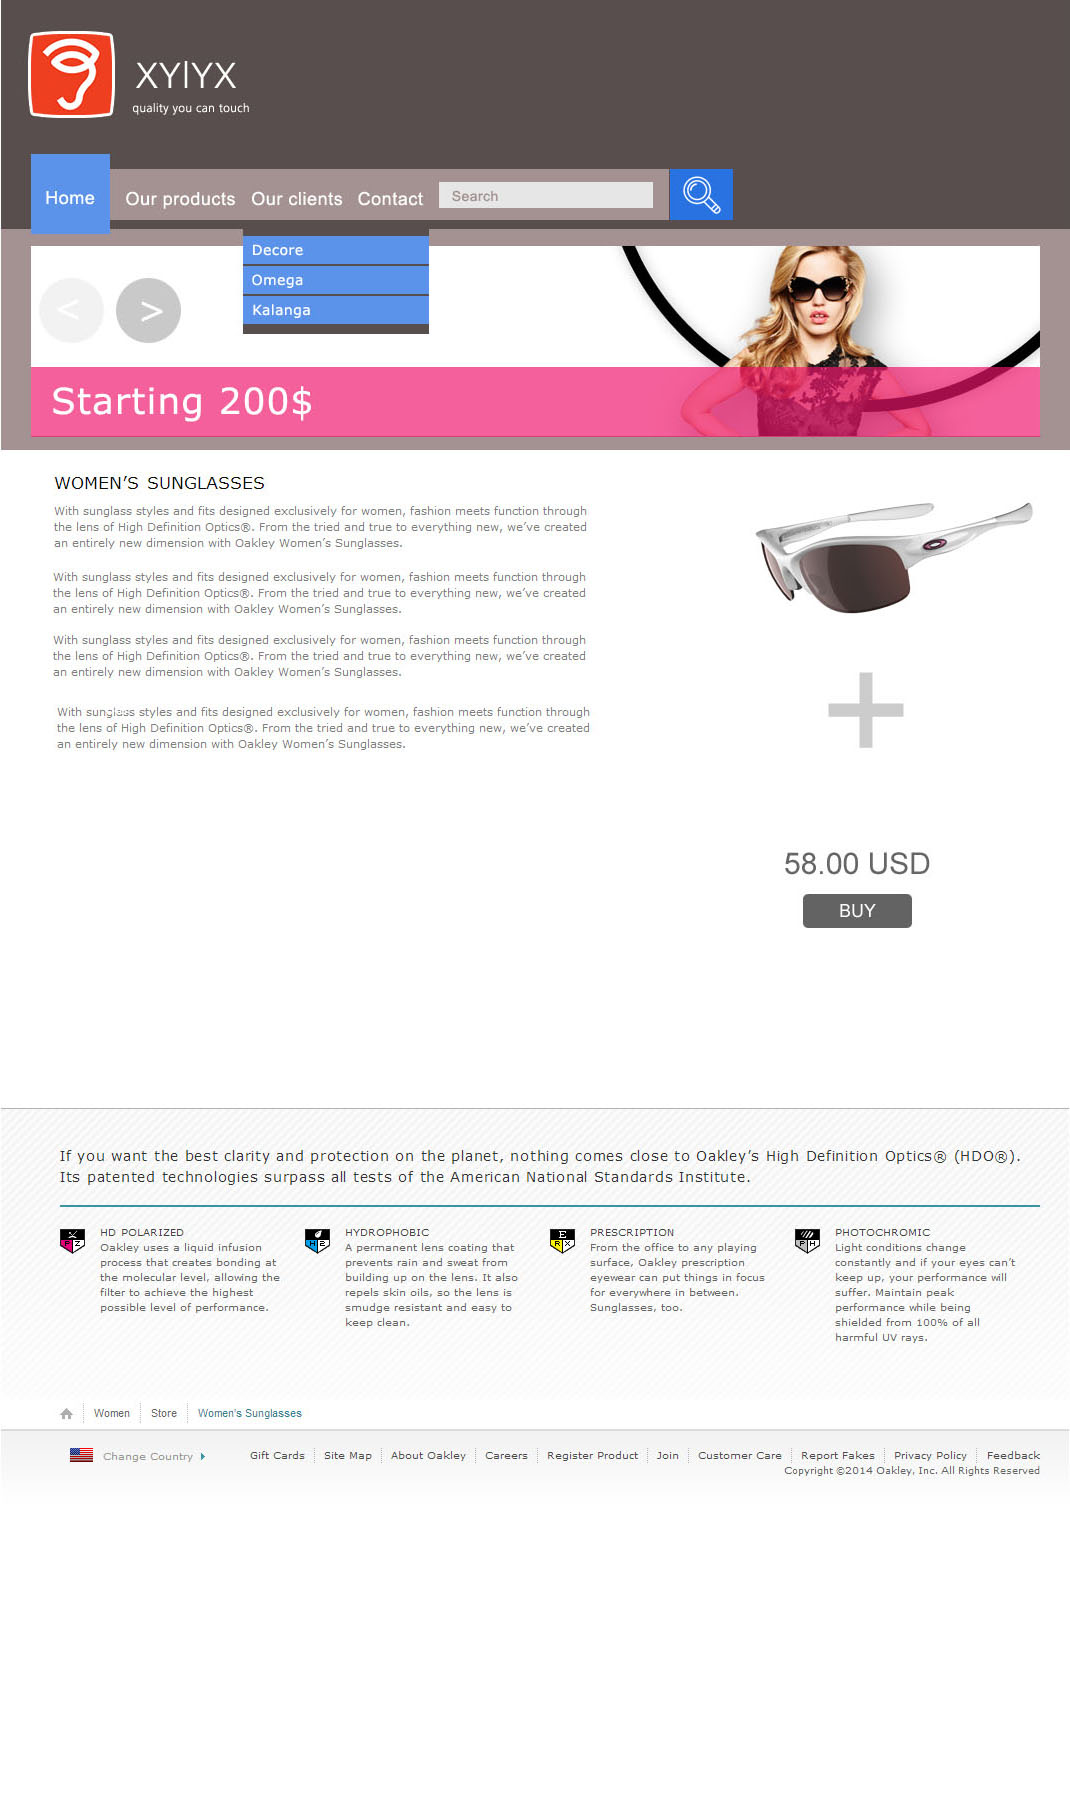 XYIYX
quality you can touch
Home
Our products
Our clients
Contact
Search
Decore
Omega
Kalanga
< >
Starting 200$
WOMEN'S SUNGLASSES
With sunglass styles and fits designed exclusively for women, fashion meets function through
the lens of High Definition Optics®. From the tried and true to everything new, we've created
an entirely new dimension with Oakley Women's Sunglasses.
With sunglass styles and fits designed exclusively for women, fashion meets function through
the lens of High Definition Optics®. From the tried and true to everything new, we've created
an entirely new dimension with Oakley Women's Sunglasses.
With sunglass styles and fits designed exclusively for women, fashion meets function through
the lens of High Definition Optics®. From the tried and true to everything new, we've created
an entirely new dimension with Oakley Women's Sunglasses.
With sunglass styles and fits designed exclusively for women, fashion meets function through
the lens of High Definition Optics®. From the tried and true to everything new, we've created
an entirely new dimension with Oakley Women's Sunglasses.
+
58.00 USD
BUY
If you want the best clarity and protection on the planet, nothing comes close to Oakley's High Definition Optics® (HDO®).
Its patented technologies surpass all tests of the American National Standards Institute.
HD POLARIZED
Oakley uses a liquid infusion
process that creates bonding at
the molecular level, allowing the
filter to achieve the highest
possible level of performance.
HYDROPHOBIC
A permanent lens coating that
prevents rain and sweat from
building up on the lens. It also
repels skin oils, so the lens is
smudge resistant and easy to
keep clean.
PRESCRIPTION
From the office to any playing
surface, Oakley prescription
eyewear can put things in focus
for everywhere in between.
Sunglasses, too.
PHOTOCHROMIC
Light conditions change
constantly and if your eyes can't
keep up, your performance will
suffer. Maintain peak
performance while being
shielded from 100% of all
harmful UV rays.
Women
Store
Women's Sunglasses
Change Country
Gift Cards
Site Map
About Oakley
Careers
Register Product
Join
Customer Care
Report Fakes
Privacy Policy
Feedback
Copyright ©2014 Oakley, Inc. All Rights Reserved